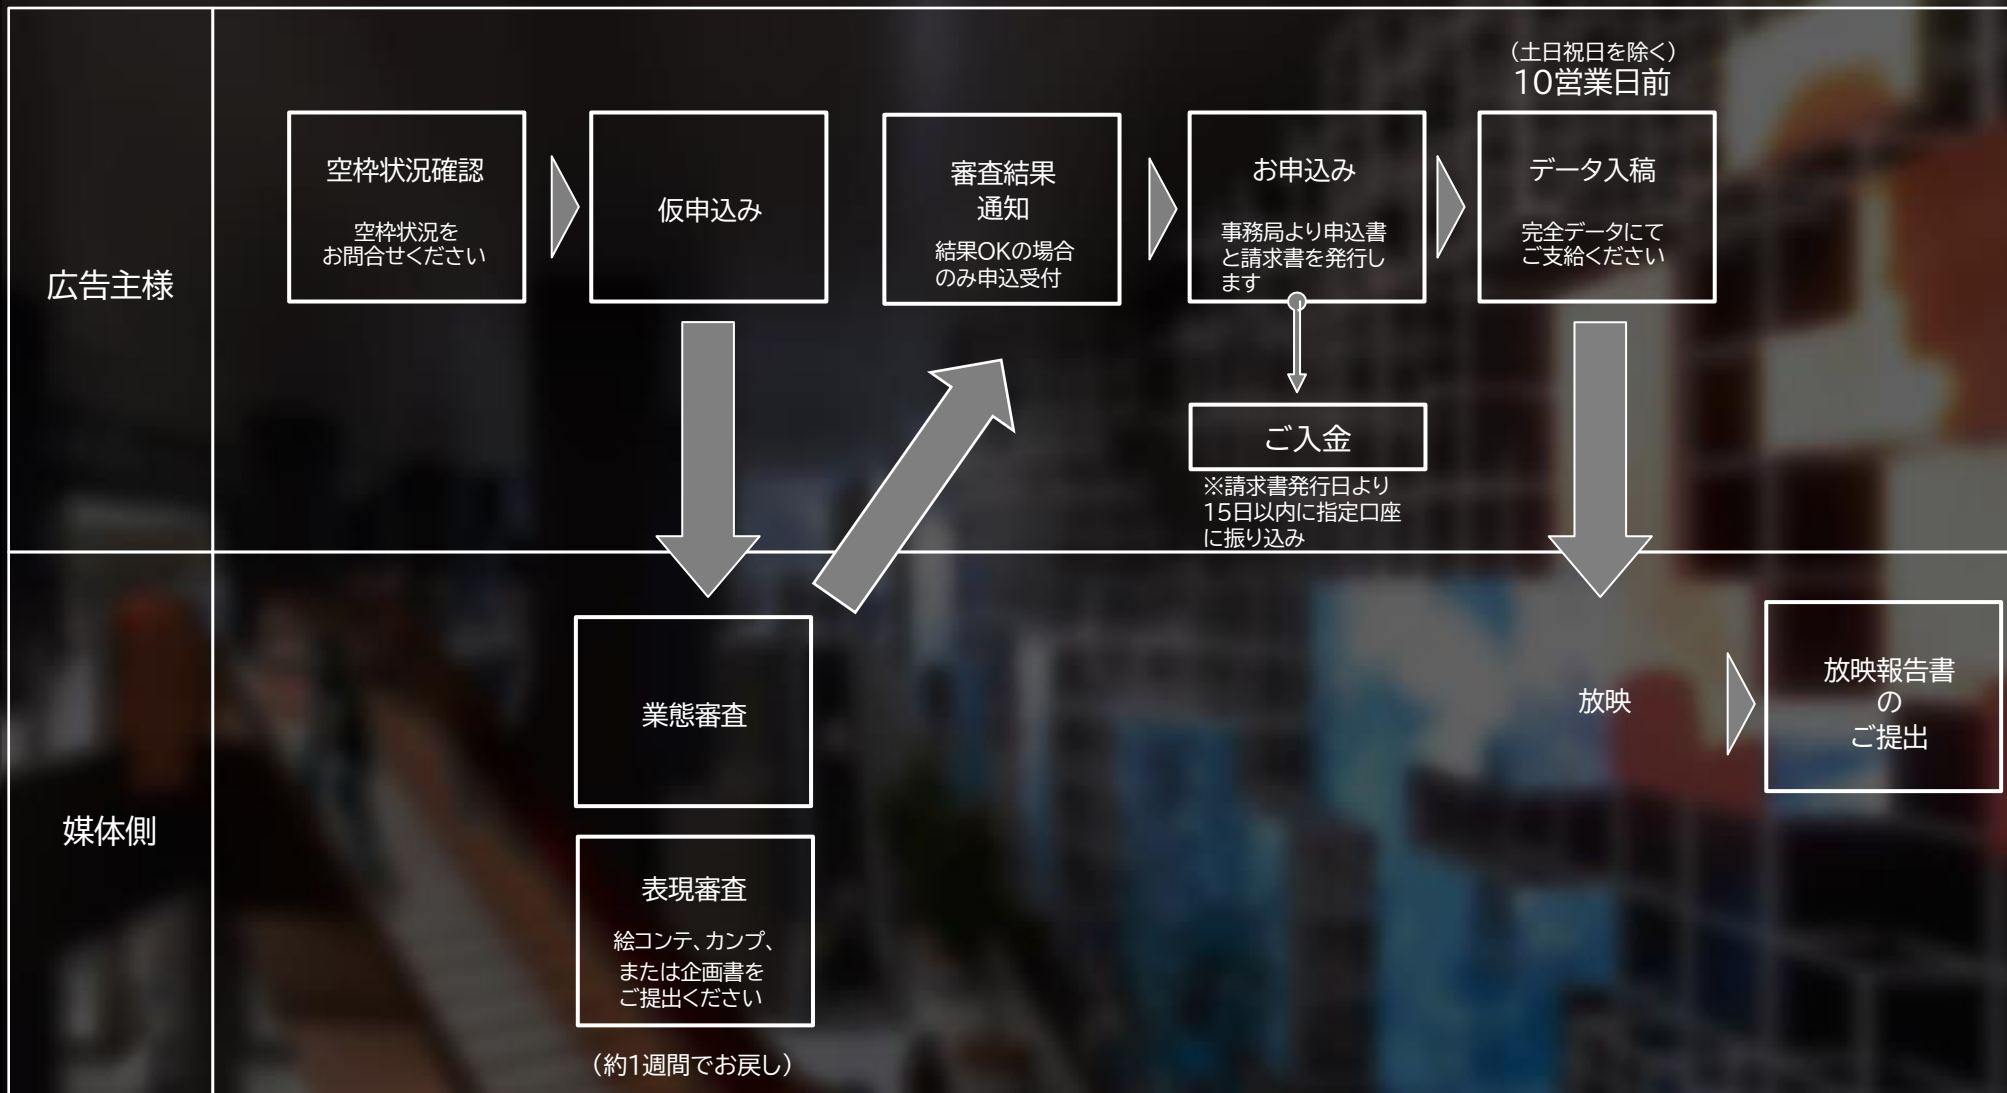 広告主様
空枠状況確認
空枠状況を
お問合せください
仮申込み
審査結果
通知
結果OKの場合
のみ申込受付
お申込み
事務局より申込書
と請求書を発行し
ます
ご入金
※請求書発行日より
15日以内に指定口座
に振り込み
（土日祝日を除く）
10営業日前
データ入稿
完全データにて
ご支給ください
媒体側
業態審査
表現審査
絵コンテ、カンプ、
または企画書を
ご提出ください
（約1週間でお戻し）
放映
放映報告書
の
ご提出